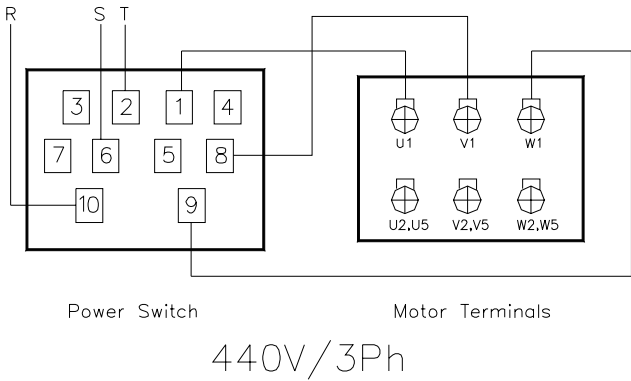 R S T
3 2 1 4
7 6 5 8
10 9
U1 V1 W1
U2,U5 V2,V5 W2,W5
Power Switch
Motor Terminals
440V/3Ph